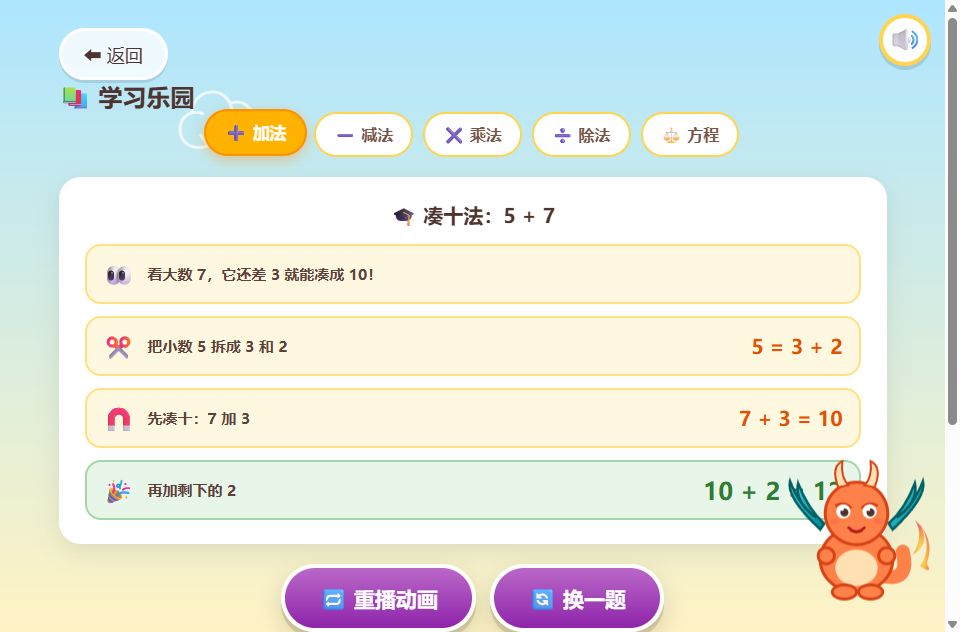 ⬅ 返回
📚 学习乐园
➕ 加法
➖ 减法
✖ 乘法
➗ 除法
⚖️ 方程
🎓 凑十法：5 + 7
👀 看大数 7，它还差 3 就能凑成 10！
✂️ 把小数 5 拆成 3 和 2
5 = 3 + 2
🧲 先凑十：7 加 3
7 + 3 = 10
🎉 再加剩下的 2
10 + 2
🔁 重播动画
🔄 换一题